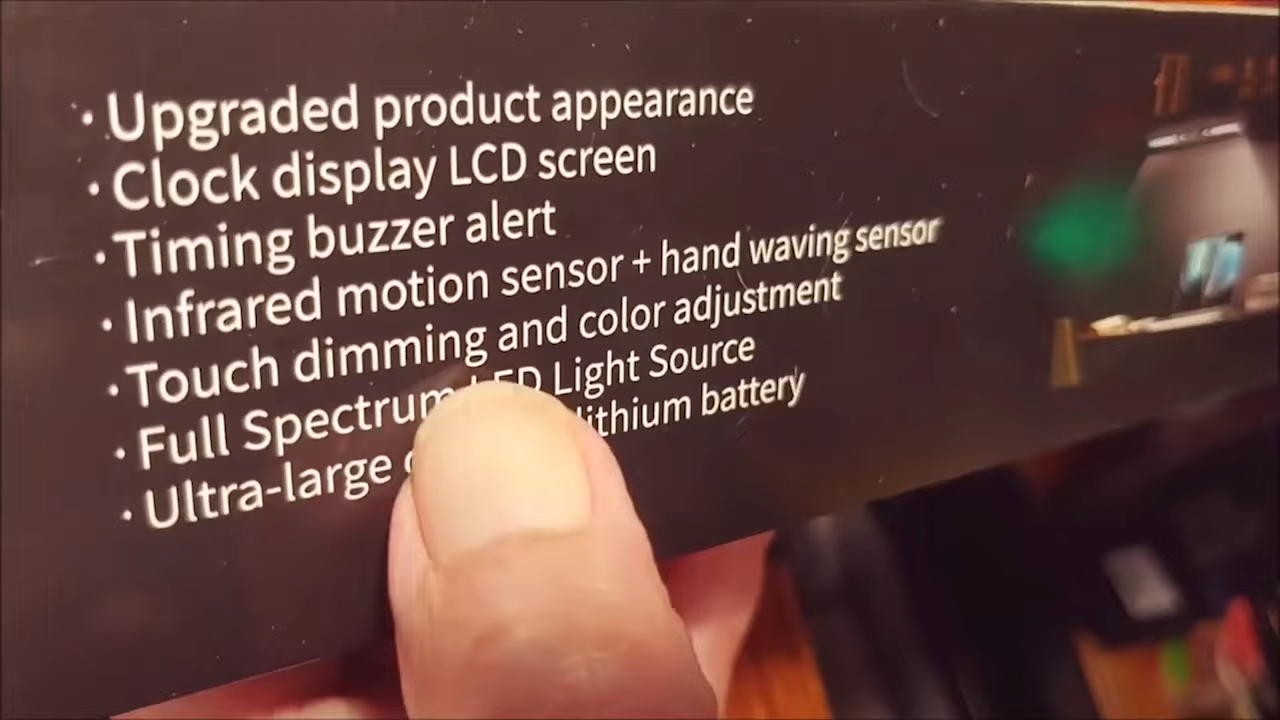 · Upgraded product appearance
· Clock display LCD screen
· Timing buzzer alert
· Infrared motion sensor + hand waving sensor
· Touch dimming and color adjustment
· Full Spectrum LED Light Source
· Ultra-large lithium battery